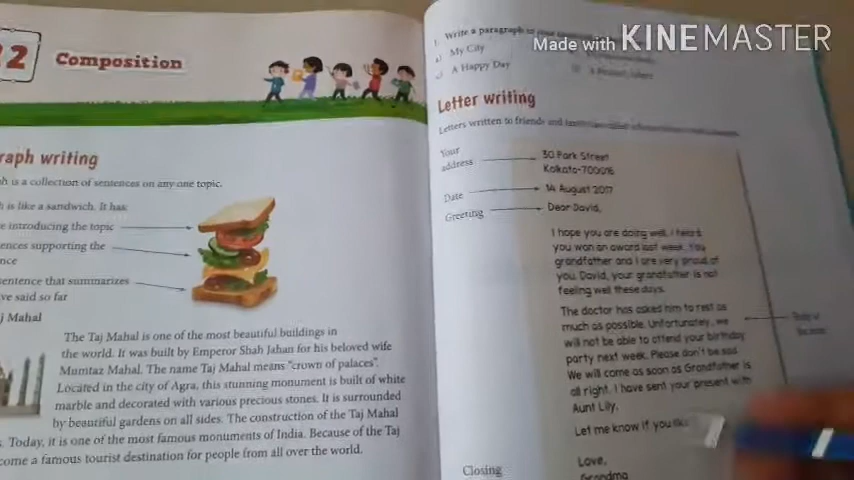 Made with KINEMASTER
12
Composition
graph writing
is a collection of sentences on any one topic.
is like a sandwich. It has:
introducing the topic
sentences supporting the
sentence that summarizes
said so far
Taj Mahal
The Taj Mahal is one of the most beautiful buildings in
the world. It was built by Emperor Shah Jahan for his beloved wife
Mumtaz Mahal. The name Taj Mahal means "crown of palaces".
Located in the city of Agra, this stunning monument is built of white
marble and decorated with various precious stones. It is surrounded
by beautiful gardens on all sides. The construction of the Taj Mahal
Today, it is one of the most famous monuments of India. Because of the Taj
come a famous tourist destination for people from all over the world.
Write a paragraph
My City
A Happy Day
Letter writing
Letters written to friends and
Your
address
30 Park Street
Kolkata-700016
Date
14 August 2017
Greeting
Dear David,
I hope you are doing well. I heard
you won an award last week. Your
grandfather and I are very proud of
you. David, your grandfather is not
feeling well these days.
The doctor has asked him to rest as
much as possible. Unfortunately, we
will not be able to attend your birthday
party next week. Please don't be sad.
We will come as soon as Grandfather is
all right. I have sent your present with
Aunt Lily.
Let me know if you
Closing
Love,
Grandma